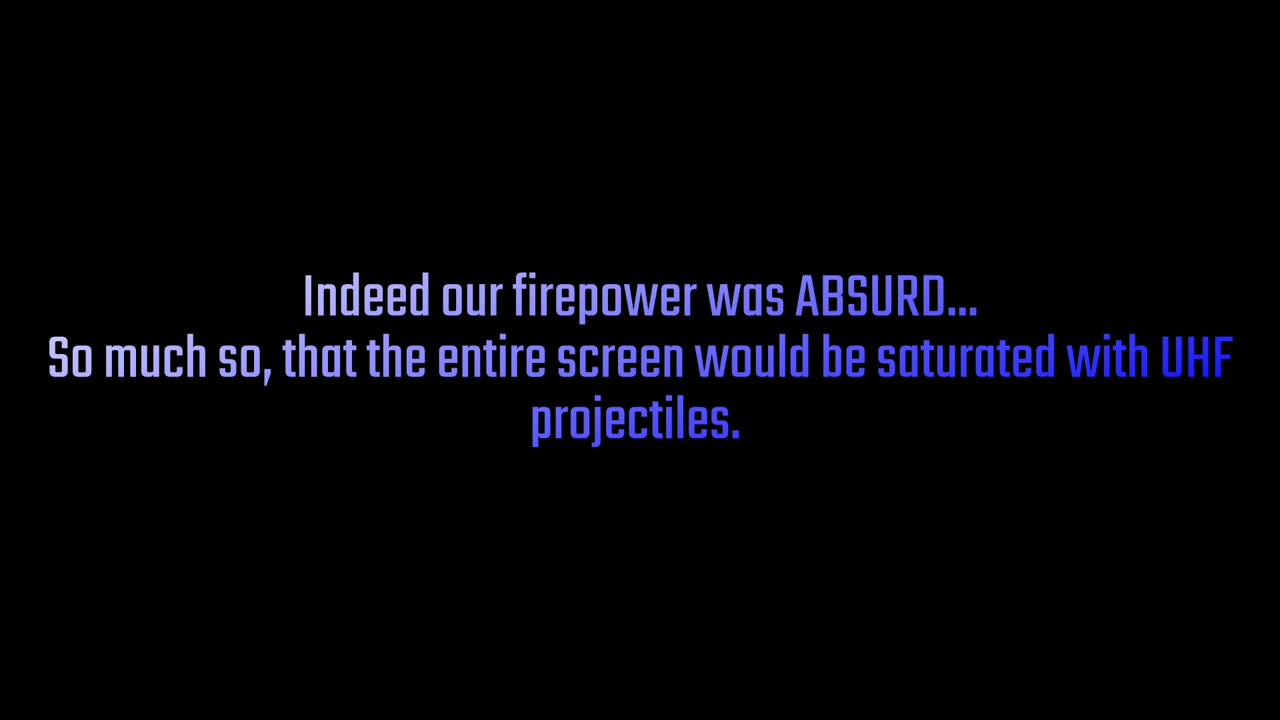 Indeed our firepower was ABSURD...
So much so, that the entire screen would be saturated with UHF
projectiles.